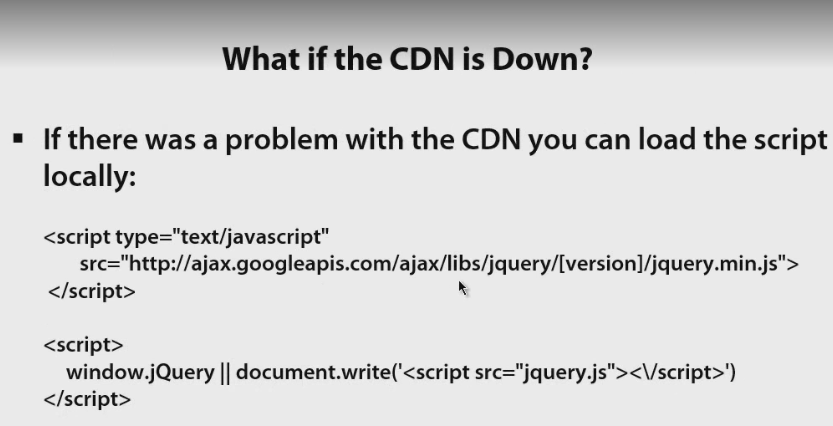 What if the CDN is Down?
▪ If there was a problem with the CDN you can load the script
locally:
<script type="text/javascript"
src="http://ajax.googleapis.com/ajax/libs/jquery/[version]/jquery.min.js">
</script>
<script>
window.jQuery || document.write('<script src="jquery.js"><\/script>')
</script>